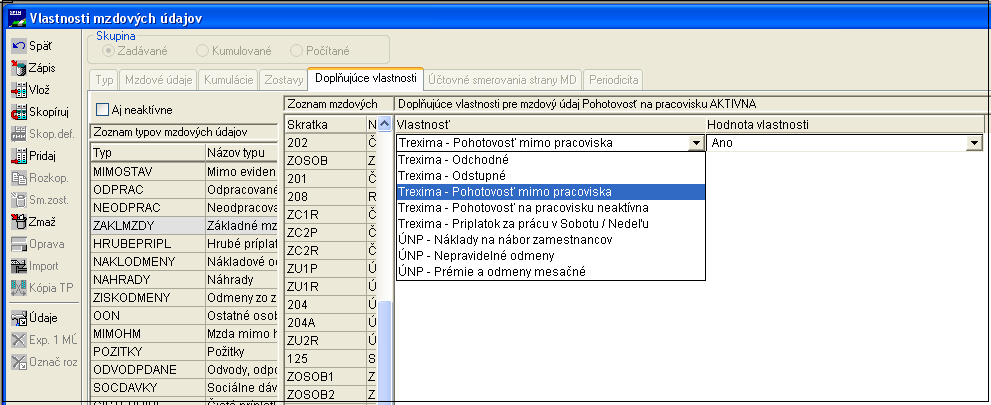 Vlastnosti mzdových údajov
Späť
Zápis
Vlož
Skopíruj
Skop.def.
Pridaj
Rozkop.
Sm.zost.
Zmaž
Oprava
Import
Kópia TP
Údaje
Exp. 1 MÚ
Označ roz
Skupina
Zadávané Kumulované Počítané
Typ Mzdové údaje Kumulácie Zostavy Doplňujúce vlastnosti Účtovné smerovania strany MD Periodicita
Aj neaktívne
Zoznam typov mzdových údajov
Typ Názov typu
MIMOSTAV Mimo eviden
ODPRAC Odpracované
NEODPRAC Neodpracova
ZAKLMZDY Základné mz
HRUBEPRIPL Hrubé príplat
NAKLODMENY Nákladové o
NAHRADY Náhrady
ZISKODMENY Odmeny zo z
OON Ostatné osob
MIMOHM Mzda mimo h
POZITKY Požitky
ODVODPDANE Odvody, odpo
SOCDAVKY Sociálne dáv
Zoznam mzdových
Skratka N
202 Č
ZOSOB Z
201 Č
208 R
ZC1R Č
ZC2P Č
ZC2R Č
ZU1P Ú
ZU1R Ú
204 Ú
204A Ú
ZU2R Ú
125 S
ZOSOB1 Z
ZOSOB2 Z
Doplňujúce vlastnosti pre mzdový údaj Pohotovosť na pracovisku AKTIVNA
Vlastnosť Hodnota vlastnosti
Trexima - Pohotovosť mimo pracoviska Ano
Trexima - Odchodné
Trexima - Odstupné
Trexima - Pohotovosť mimo pracoviska
Trexima - Pohotovosť na pracovisku neaktívna
Trexima - Priplatok za prácu v Sobotu / Nedeľu
ÚNP - Náklady na nábor zamestnancov
ÚNP - Nepravidelné odmeny
ÚNP - Prémie a odmeny mesačné